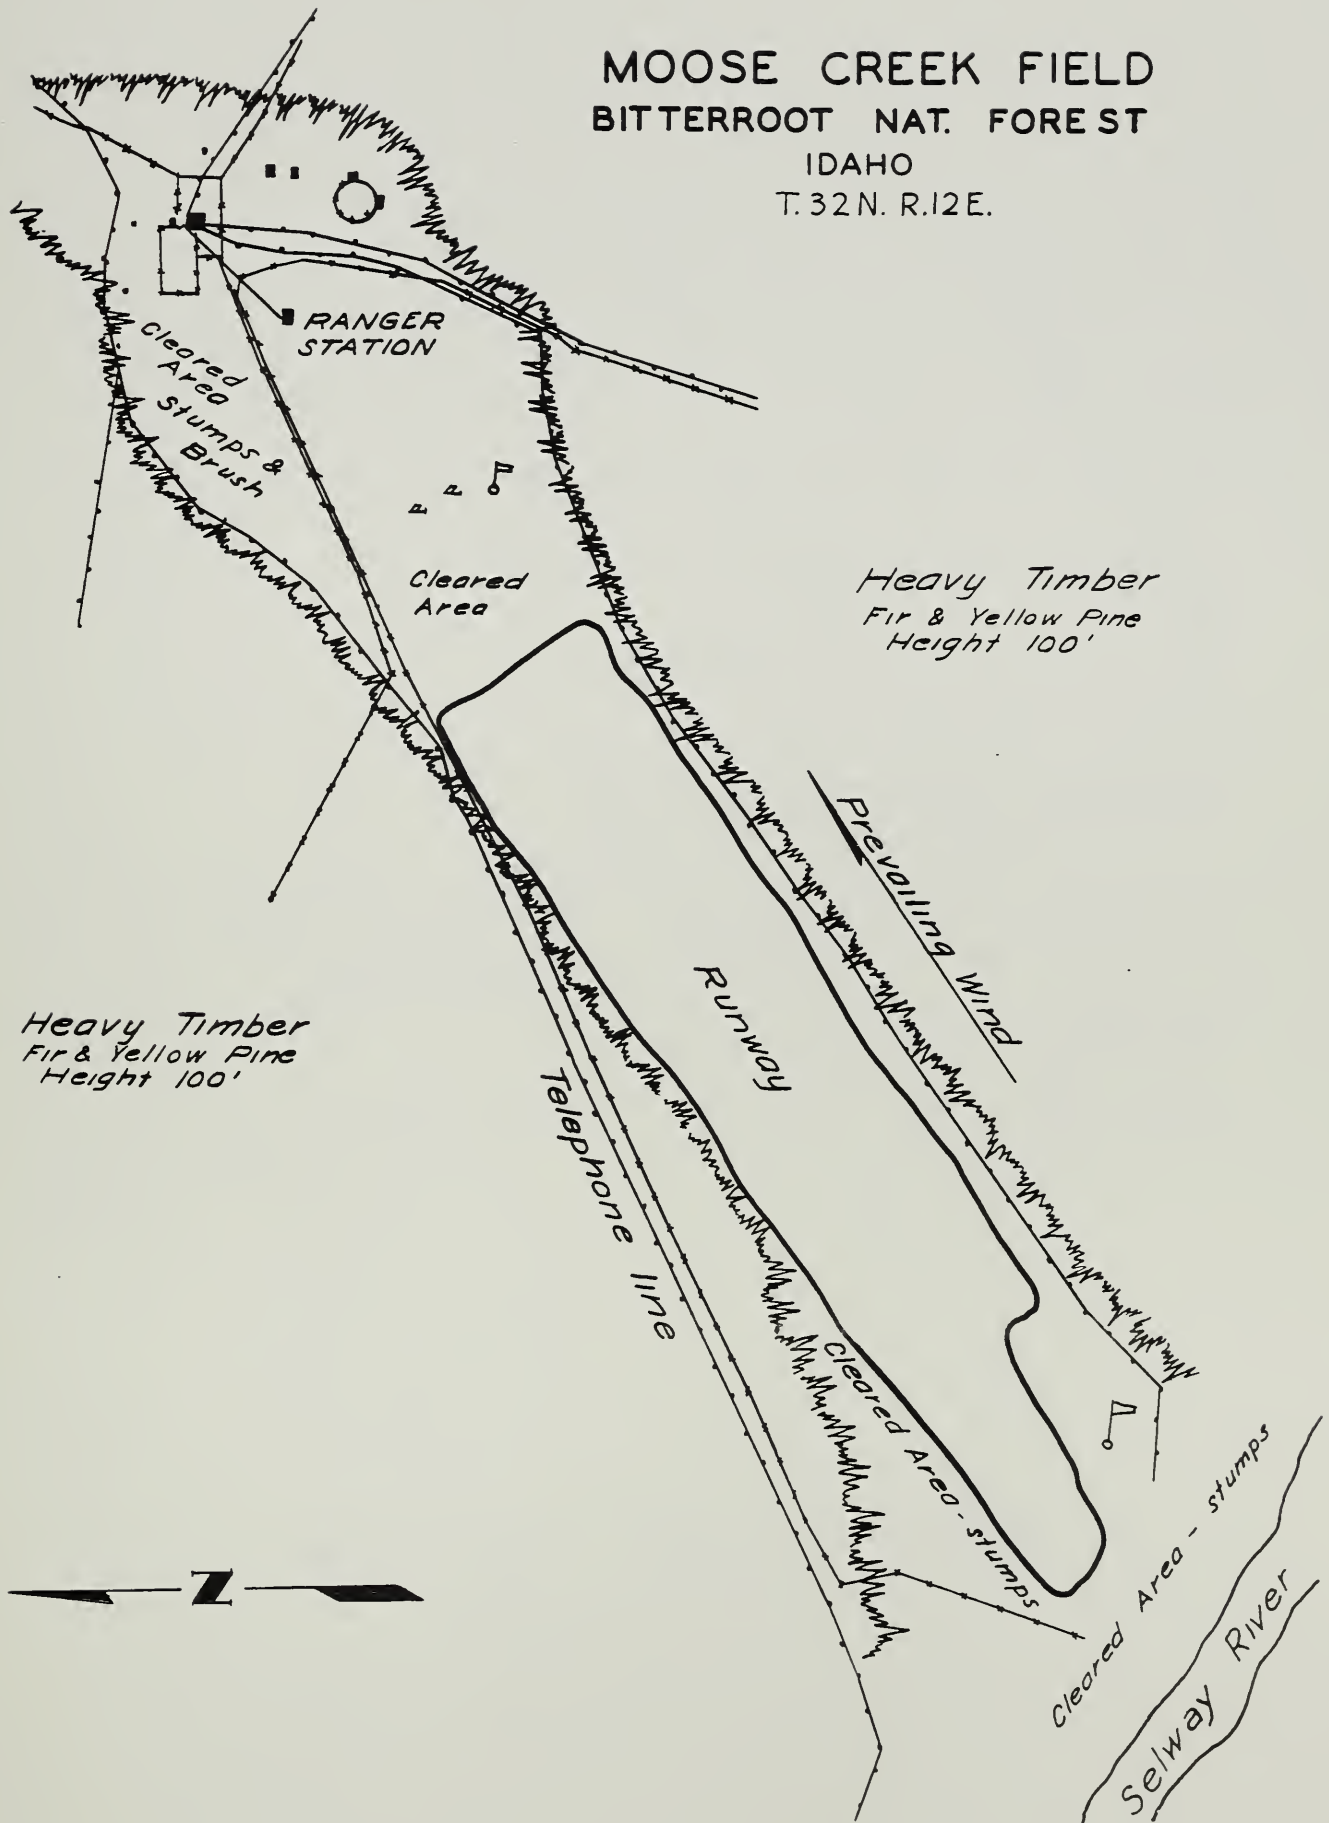 MOOSE CREEK FIELD
BITTERROOT NAT. FOREST
IDAHO
T. 32 N. R. 12 E.
RANGER
STATION
Cleared
Area
Stumps &
Brush
Cleared
Area
Heavy Timber
Fir & Yellow Pine
Height 100'
Prevailing Wind
Runway
Heavy Timber
Fir & Yellow Pine
Height 100'
Telephone line
Cleared Area - stumps
Cleared Area - stumps
Selway River
N